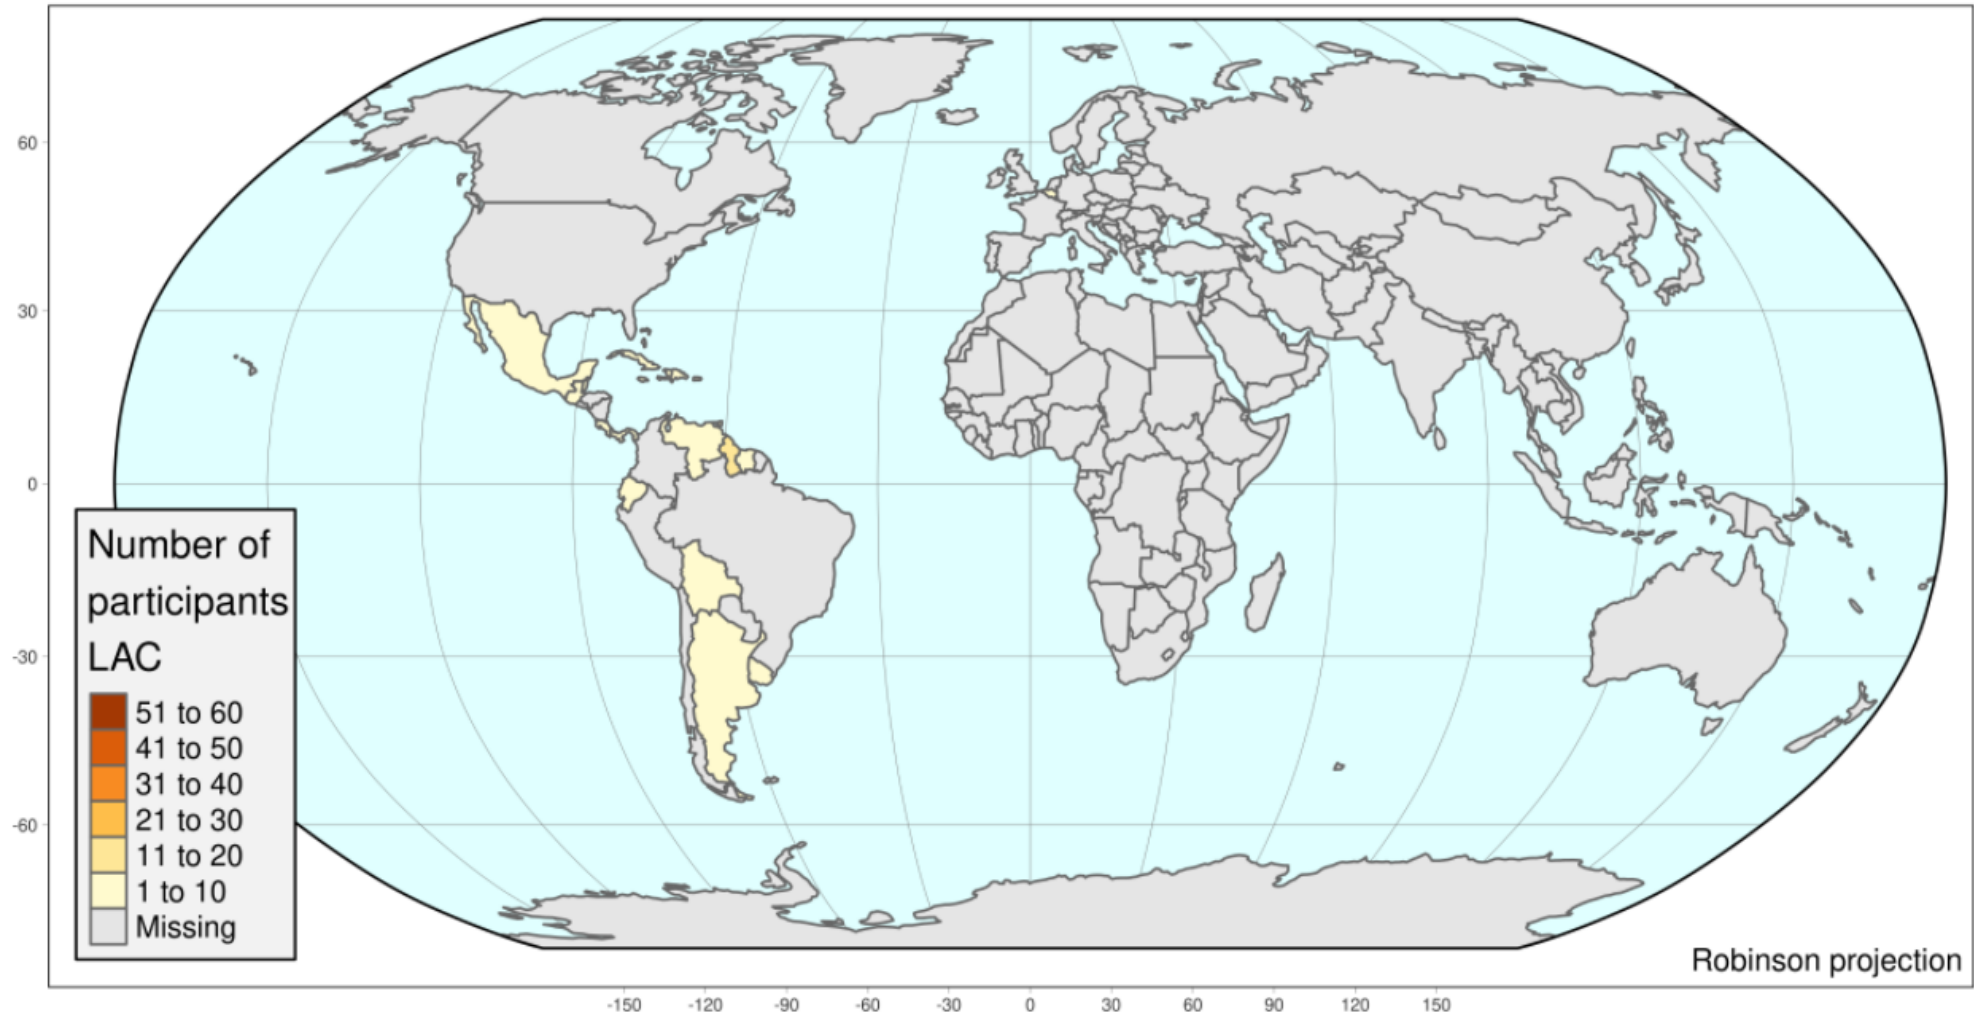 60
30
0
-30
-60
Number of
participants
LAC
51 to 60
41 to 50
31 to 40
21 to 30
11 to 20
1 to 10
Missing
Robinson projection
-150 -120 -90 -60 -30 0 30 60 90 120 150